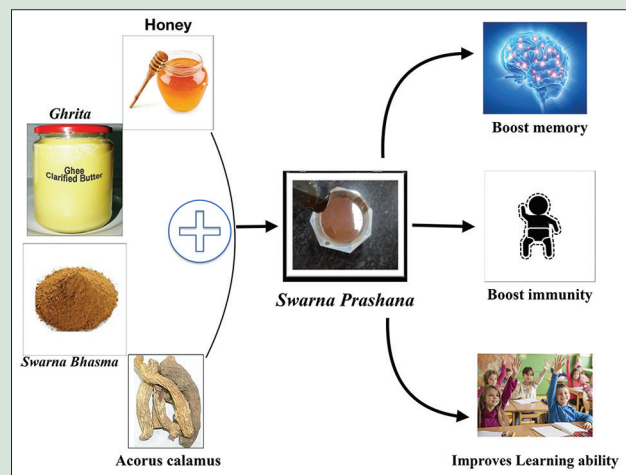 Honey
Ghrita
Ghee
Clarified Butter
Swarna Bhasma
Acorus calamus
Swarna Prashana
Boost memory
Boost immunity
Improves Learning ability